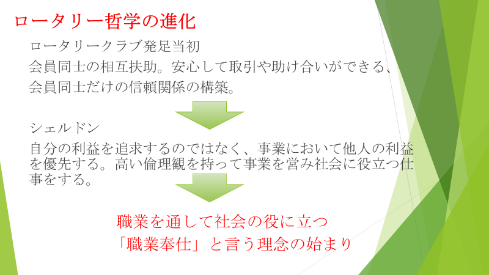 ロータリー哲学の進化
ロータリークラブ発足当初
会員同士の相互扶助。安心して取引や助け合いができる、
会員同士だけの信頼関係の構築。
シェルドン
自分の利益を追求するのではなく、事業において他人の利益
を優先する。高い倫理観を持って事業を営み社会に役立つ仕
事をする。
職業を通して社会の役に立つ
「職業奉仕」と言う理念の始まり